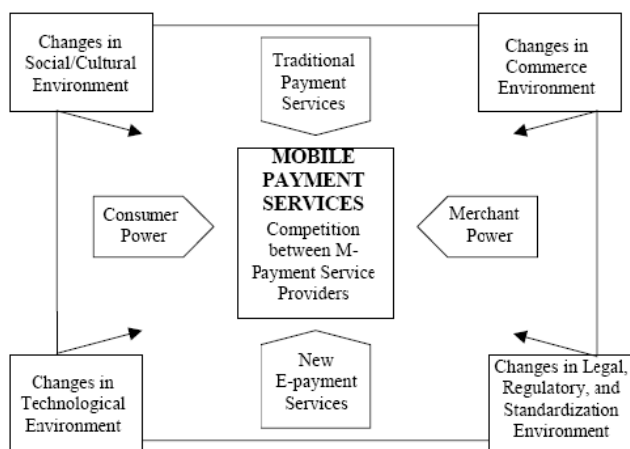 Changes in
Social/Cultural
Environment
Traditional
Payment
Services
Changes in
Commerce
Environment
Consumer
Power
MOBILE
PAYMENT
SERVICES
Competition
between M-
Payment Service
Providers
Merchant
Power
Changes in
Technological
Environment
New
E-payment
Services
Changes in Legal,
Regulatory, and
Standardization
Environment